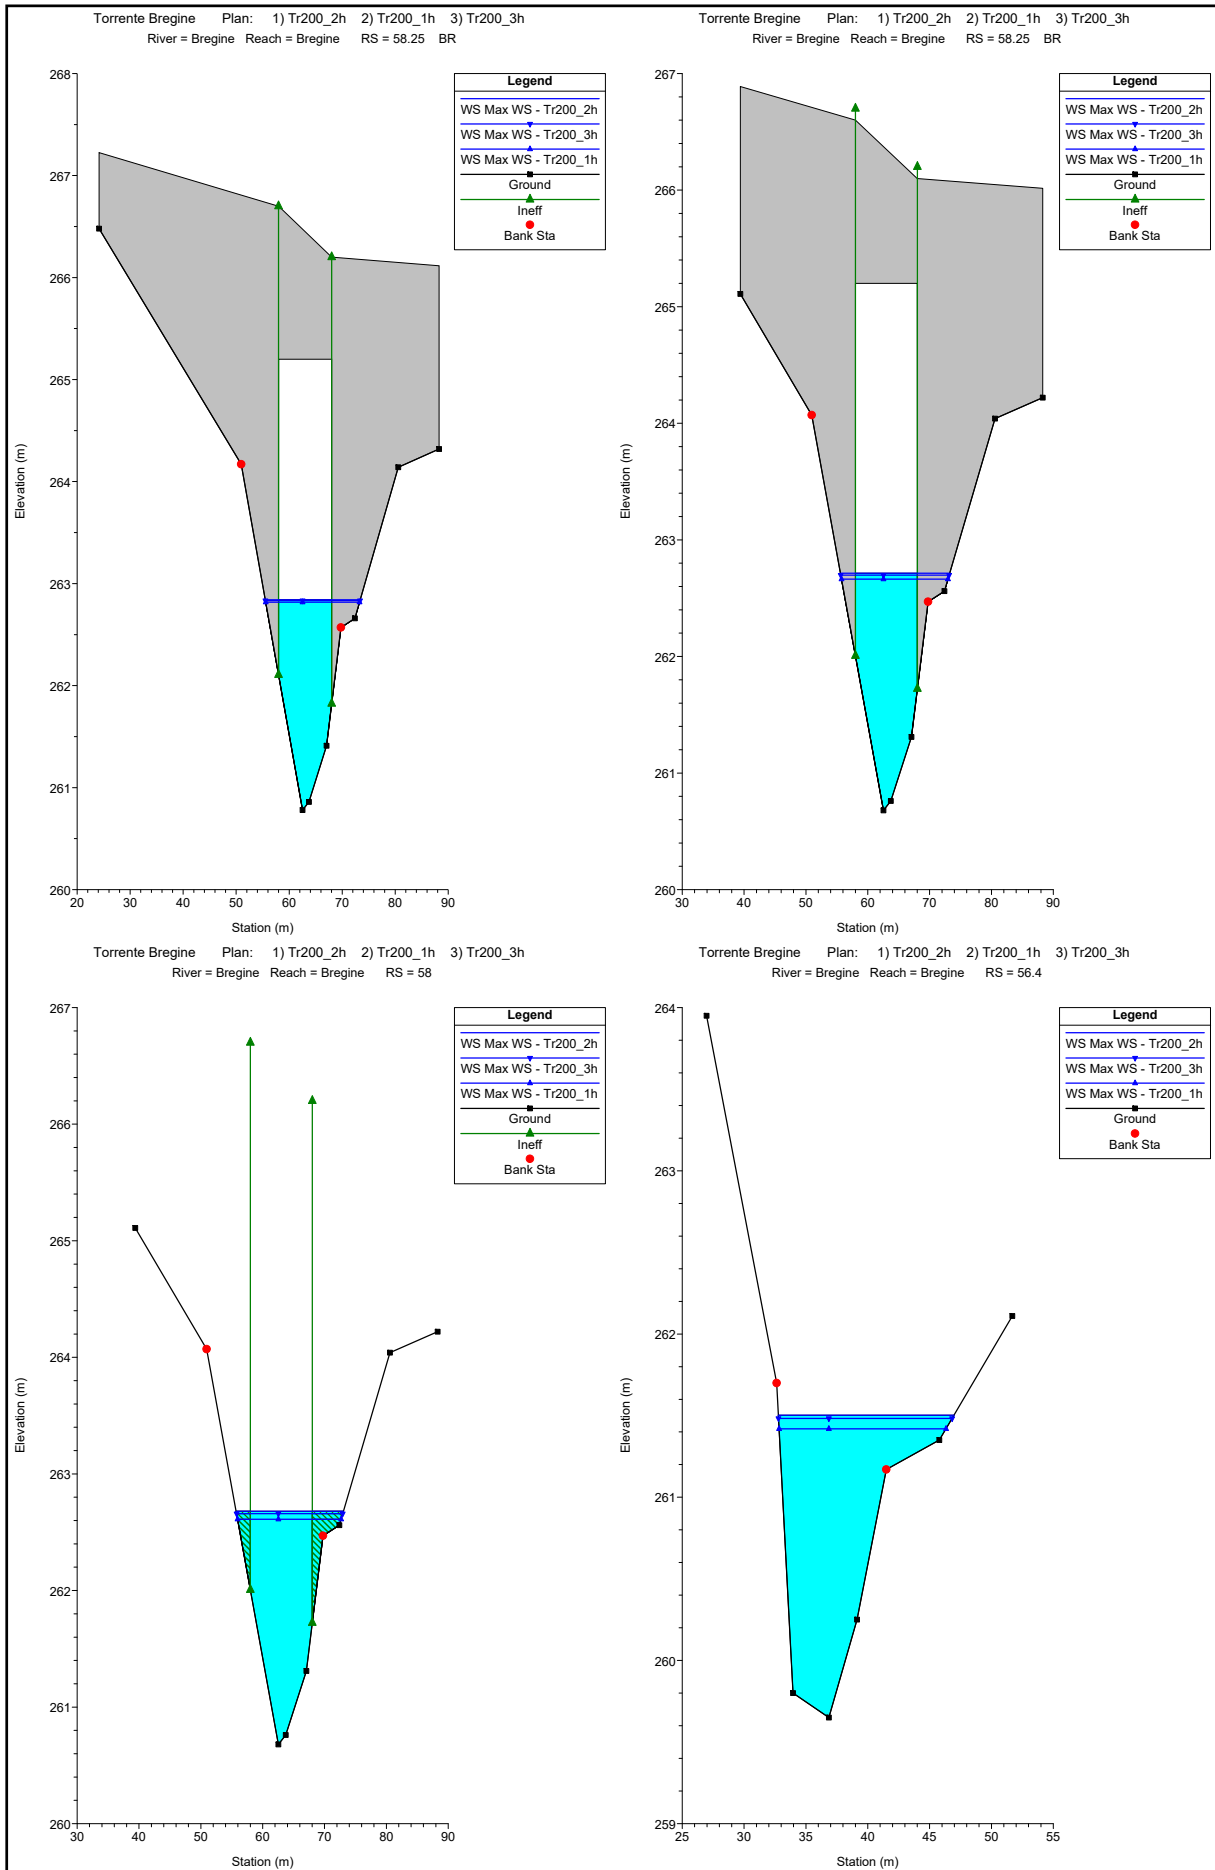 Torrente Bregine Plan: 1) Tr200_2h 2) Tr200_1h 3) Tr200_3h
River = Bregine Reach = Bregine RS = 58.25 BR
Legend
WS Max WS - Tr200_2h
WS Max WS - Tr200_3h
WS Max WS - Tr200_1h
Ground
Ineff
Bank Sta
268
267
266
265
264
263
262
261
260
Elevation (m)
20 30 40 50 60 70 80 90
Station (m)
Torrente Bregine Plan: 1) Tr200_2h 2) Tr200_1h 3) Tr200_3h
River = Bregine Reach = Bregine RS = 58.25 BR
Legend
WS Max WS - Tr200_2h
WS Max WS - Tr200_3h
WS Max WS - Tr200_1h
Ground
Ineff
Bank Sta
267
266
265
264
263
262
261
260
Elevation (m)
30 40 50 60 70 80 90
Station (m)
Torrente Bregine Plan: 1) Tr200_2h 2) Tr200_1h 3) Tr200_3h
River = Bregine Reach = Bregine RS = 58
Legend
WS Max WS - Tr200_2h
WS Max WS - Tr200_3h
WS Max WS - Tr200_1h
Ground
Ineff
Bank Sta
267
266
265
264
263
262
261
260
Elevation (m)
30 40 50 60 70 80 90
Station (m)
Torrente Bregine Plan: 1) Tr200_2h 2) Tr200_1h 3) Tr200_3h
River = Bregine Reach = Bregine RS = 56.4
Legend
WS Max WS - Tr200_2h
WS Max WS - Tr200_3h
WS Max WS - Tr200_1h
Ground
Bank Sta
264
263
262
261
260
259
Elevation (m)
25 30 35 40 45 50 55
Station (m)